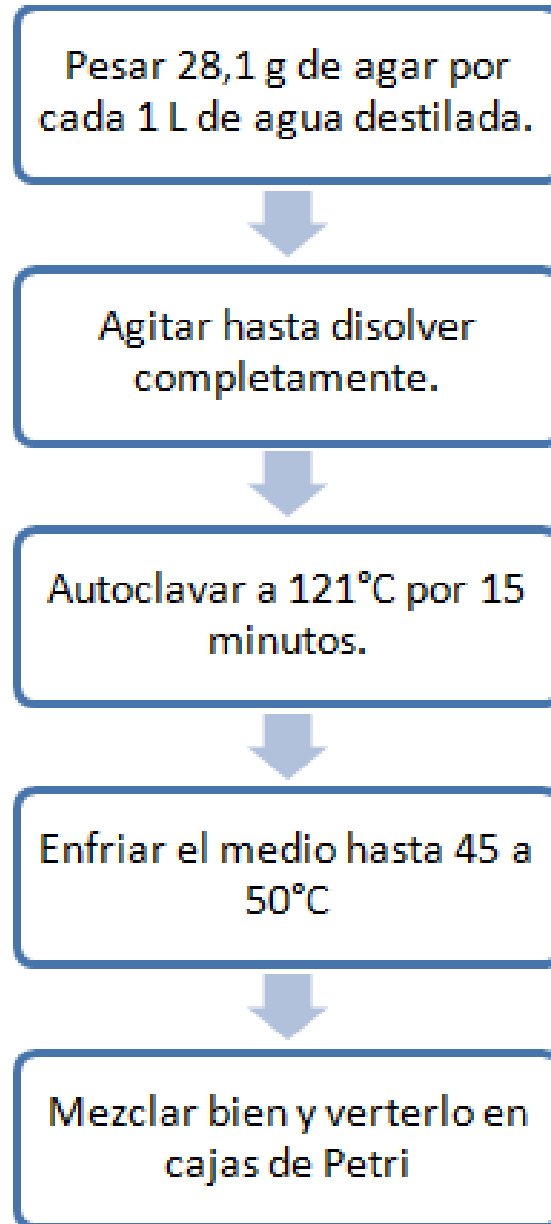 Pesar 28,1 g de agar por
cada 1 L de agua destilada.
Agitar hasta disolver
completamente.
Autoclavar a 121°C por 15
minutos.
Enfriar el medio hasta 45 a
50°C
Mezclar bien y verterlo en
cajas de Petri